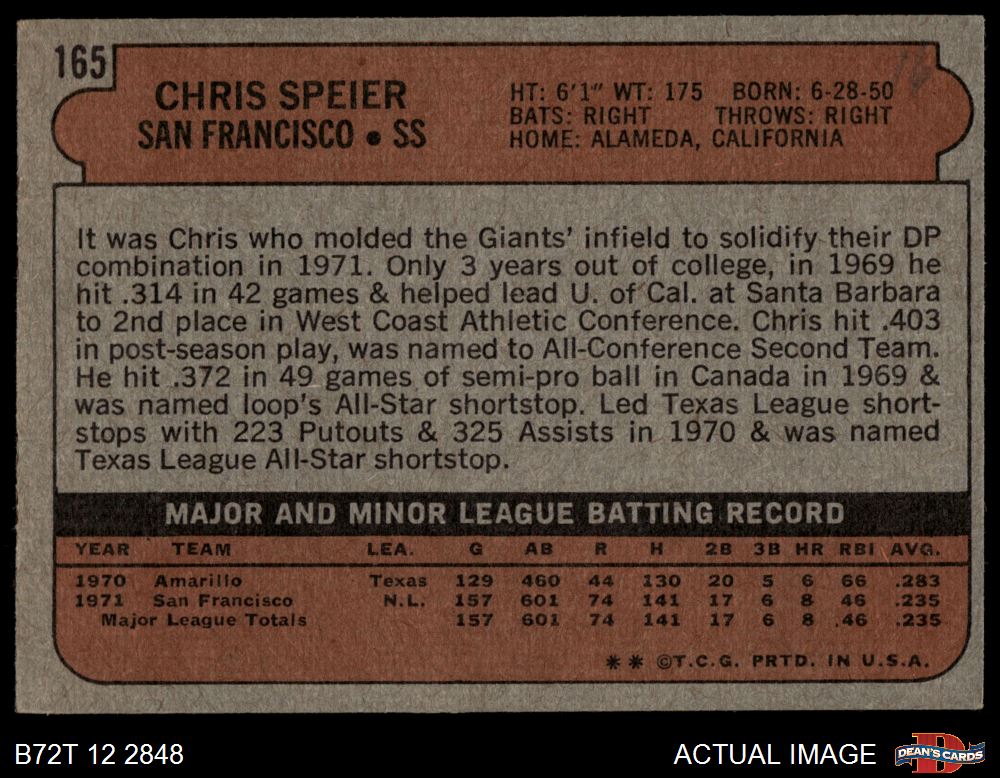 165
CHRIS SPEIER
SAN FRANCISCO • SS
HT: 6'1" WT: 175 BORN: 6-28-50
BATS: RIGHT THROWS: RIGHT
HOME: ALAMEDA, CALIFORNIA
It was Chris who molded the Giants' infield to solidify their DP
combination in 1971. Only 3 years out of college, in 1969 he
hit .314 in 42 games & helped lead U. of Cal. at Santa Barbara
to 2nd place in West Coast Athletic Conference. Chris hit .403
in post-season play, was named to All-Conference Second Team.
He hit .372 in 49 games of semi-pro ball in Canada in 1969 &
was named loop's All-Star shortstop. Led Texas League short-
stops with 223 Putouts & 325 Assists in 1970 & was named
Texas League All-Star shortstop.
MAJOR AND MINOR LEAGUE BATTING RECORD
YEAR TEAM LEA. G AB R H 2B 3B HR RBI AVG.
1970 Amarillo Texas 129 460 44 130 20 5 6 66 .283
1971 San Francisco N.L. 157 601 74 141 17 6 8 46 .235
Major League Totals 157 601 74 141 17 6 8 46 .235
* * ©T.C.G. PRTD. IN U.S.A.
B72T 12 2848
ACTUAL IMAGE
DEAN'S CARDS